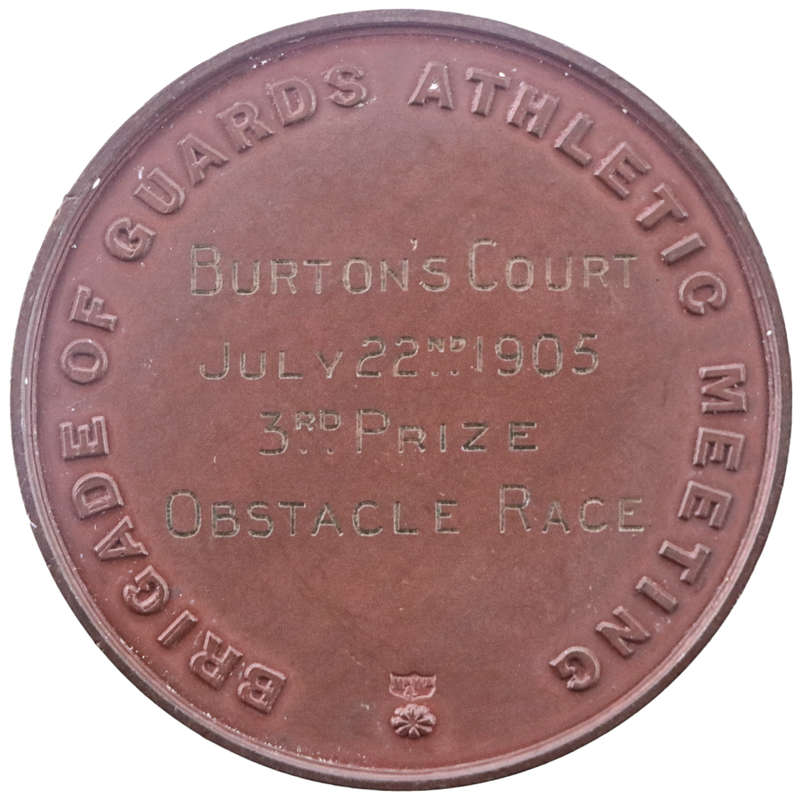 BRIGADE OF GUARDS ATHLETIC MEETING
BURTON'S COURT
JULY 22ND 1905
3RD PRIZE
OBSTACLE RACE